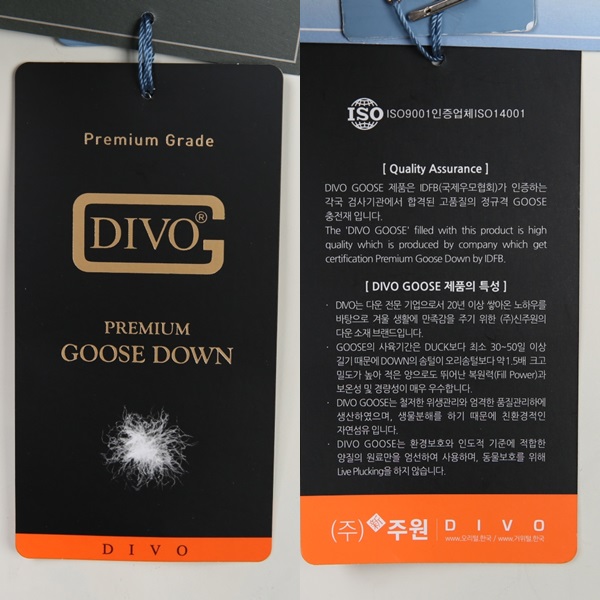 Premium Grade
DIVO®
G
PREMIUM
GOOSE DOWN
D I V O
ISO ISO9001인증업체ISO14001
[ Quality Assurance ]
DIVO GOOSE 제품은 IDFB(국제우모협회)가 인증하는
각국 검사기관에서 합격된 고품질의 정규격 GOOSE
충전재 입니다.
The 'DIVO GOOSE' filled with this product is high
quality which is produced by company which get
certification Premium Goose Down by IDFB.
[ DIVO GOOSE 제품의 특성 ]
· DIVO는 다운 전문 기업으로서 20년 이상 쌓아온 노하우를
바탕으로 겨울 생활에 만족감을 주기 위한 (주)신주원의
다운 소재 브랜드입니다.
· GOOSE의 사육기간은 DUCK보다 최소 30~50일 이상
길기 때문에 DOWN의 솜털이 오리솜털보다 약 1.5배 크고
밀도가 높아 적은 양으로도 뛰어난 복원력(Fill Power)과
보온성 및 경량성이 매우 우수합니다.
· DIVO GOOSE는 철저한 위생관리와 엄격한 품질관리하에
생산하였으며, 생물분해를 하기 때문에 친환경적인
자연섬유 입니다.
· DIVO GOOSE는 환경보호와 인도적 기준에 적합한
양질의 원료만을 엄선하여 사용하며, 동물보호를 위해
Live Plucking을 하지 않습니다.
(주) 주원 | D I V O
www.오리털.한국 / www.거위털.한국